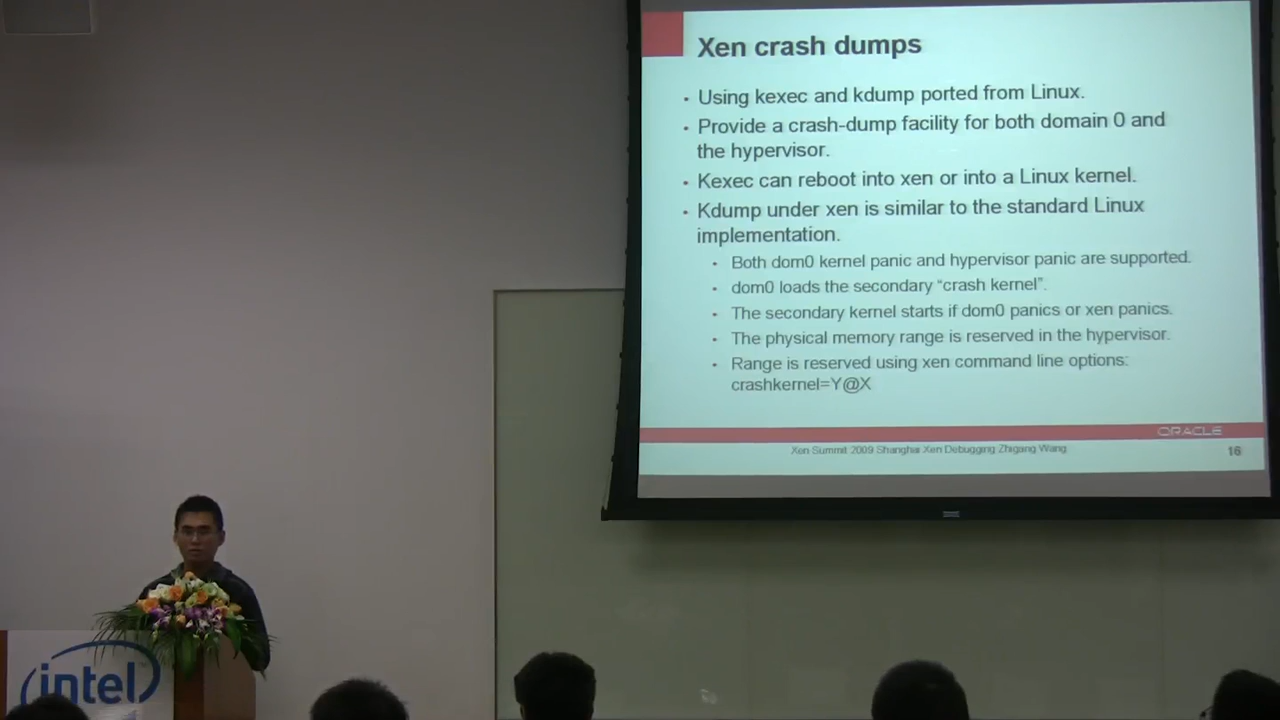 Xen crash dumps
Using kexec and kdump ported from Linux.
Provide a crash-dump facility for both domain 0 and
the hypervisor.
Kexec can reboot into xen or into a Linux kernel.
Kdump under xen is similar to the standard Linux
implementation.
Both dom0 kernel panic and hypervisor panic are supported.
dom0 loads the secondary “crash kernel”.
The secondary kernel starts if dom0 panics or xen panics.
The physical memory range is reserved in the hypervisor.
Range is reserved using xen command line options:
crashkernel=Y@X
ORACLE
Xen Summit 2009 Shanghai Xen Debugging Zhigang Wang
16
intel